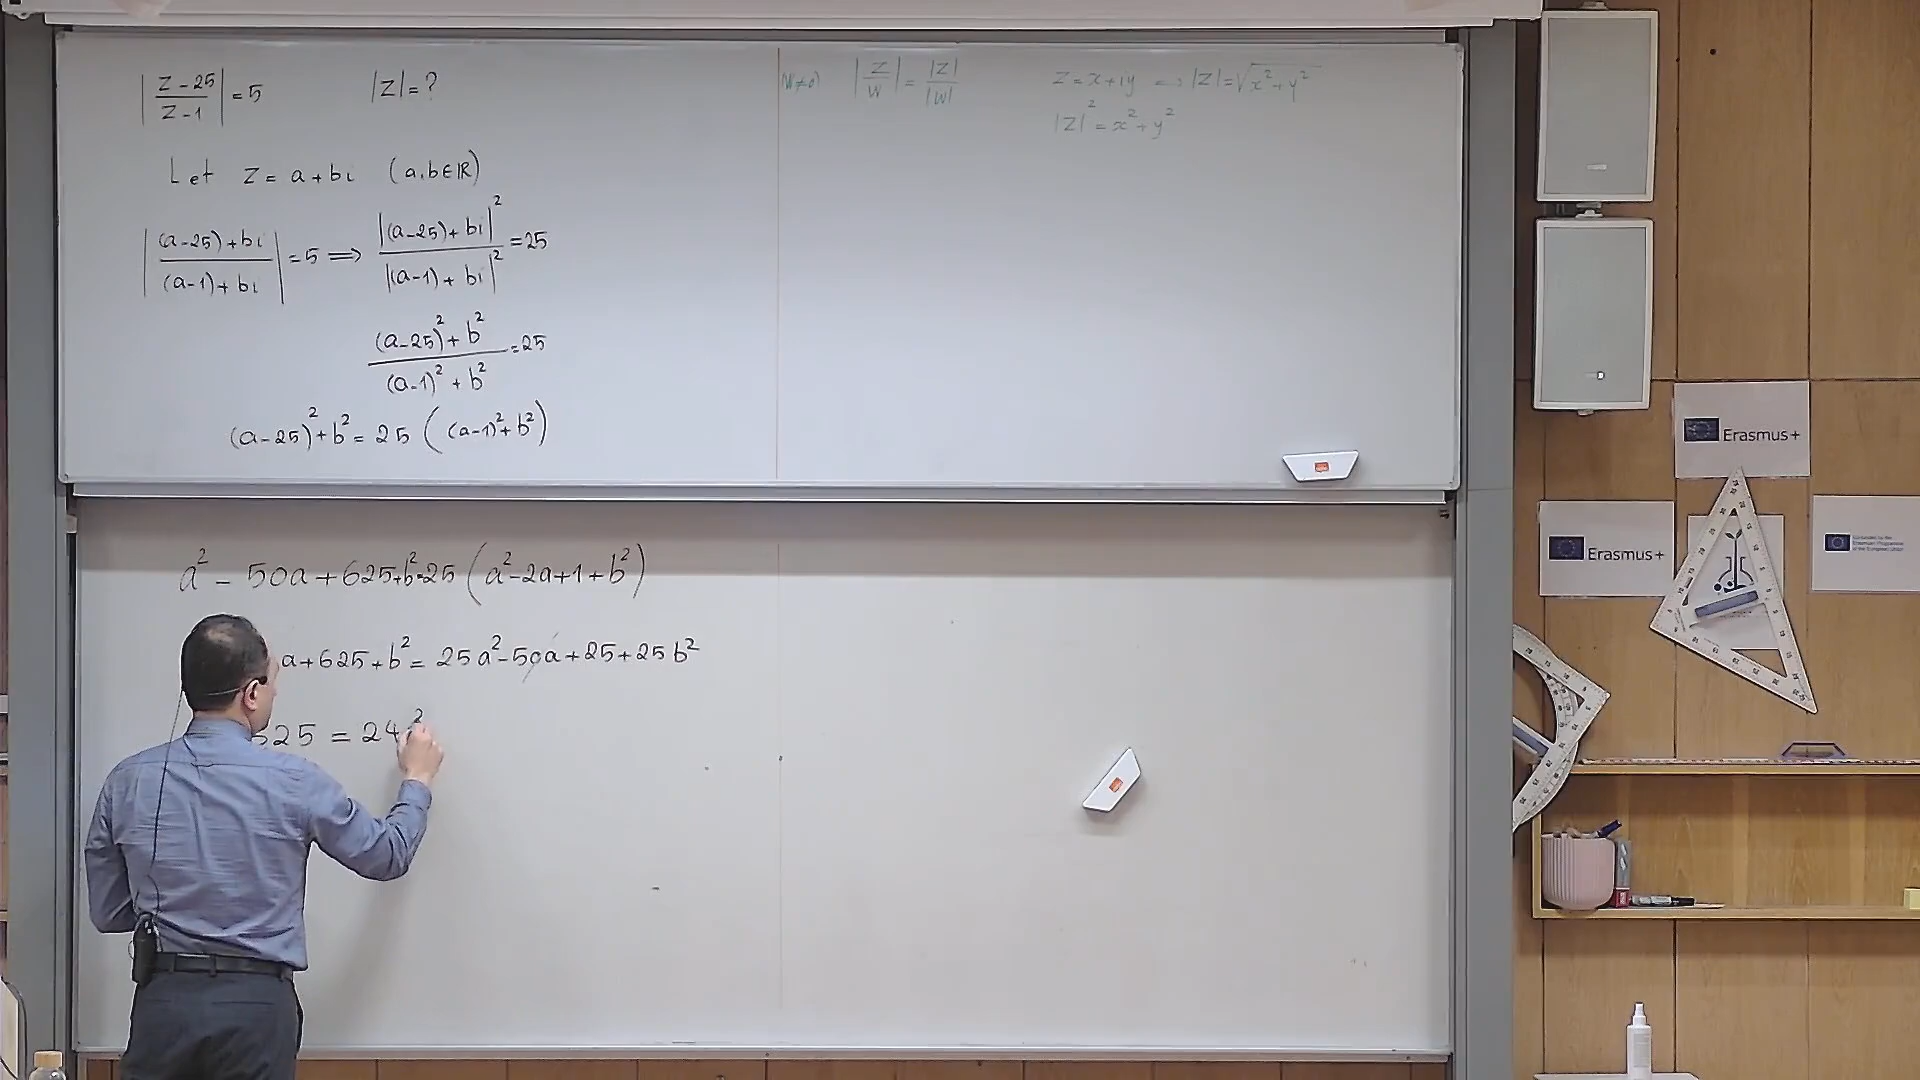 |z-25/z-1| = 5 |z| = ?
Let z = a + bi (a,b∈ℝ)
|(a-25)+bi/(a-1)+bi| = 5 ⟹ |(a-25)+bi|²/|(a-1)+bi|² = 25
(a-25)²+b²/(a-1)²+b² = 25
(a-25)²+b² = 25 ((a-1)²+b²)
w≠0) |z/w| = |z|/|w|
z = x+iy => |z| = √x²+y²
|z|² = x²+y²
a² - 50a + 625 + b² = 25 (a²-2a+1+b²)
a+625+b² = 25a²-50a+25+25b²
625 = 24
Erasmus+
Erasmus+